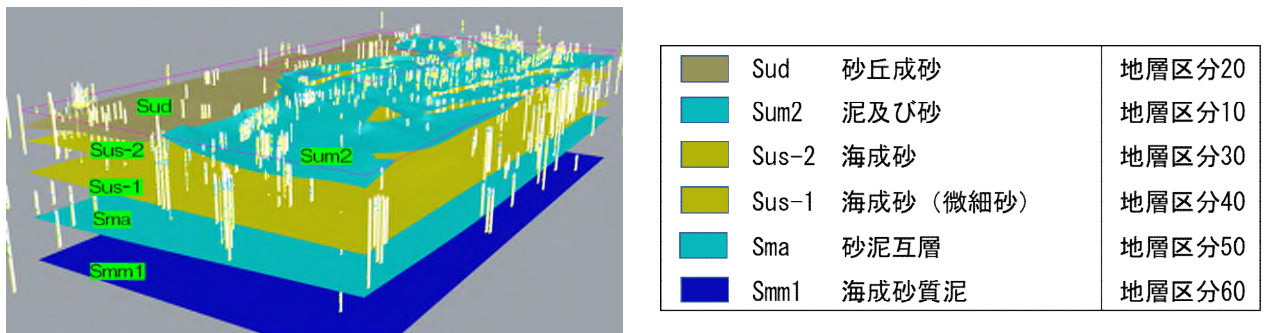 Sud
Sus-2
Sum2
Sus-1
Sma
Smm1
Sud 砂丘成砂 地層区分20
Sum2 泥及び砂 地層区分10
Sus-2 海成砂 地層区分30
Sus-1 海成砂（微細砂） 地層区分40
Sma 砂泥互層 地層区分50
Smm1 海成砂質泥 地層区分60